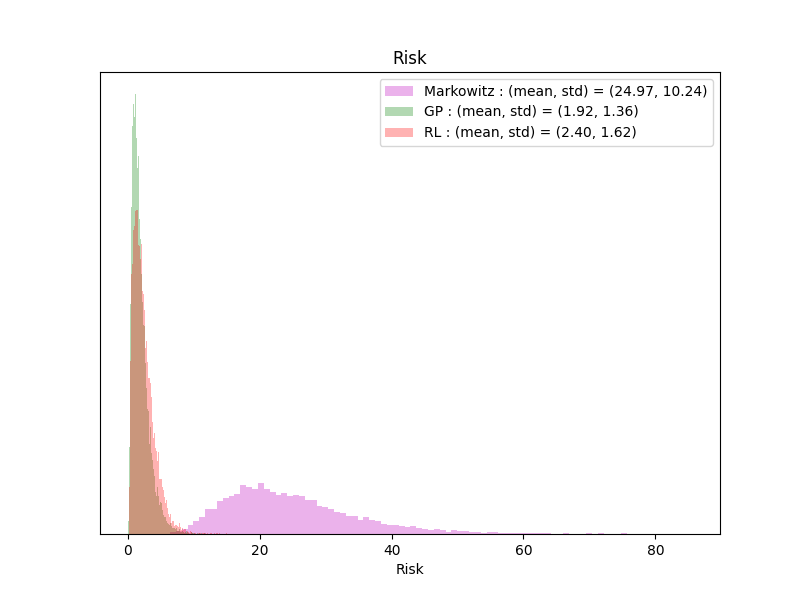 Risk
Markowitz : (mean, std) = (24.97, 10.24)
GP : (mean, std) = (1.92, 1.36)
RL : (mean, std) = (2.40, 1.62)
0 20 40 60 80
Risk